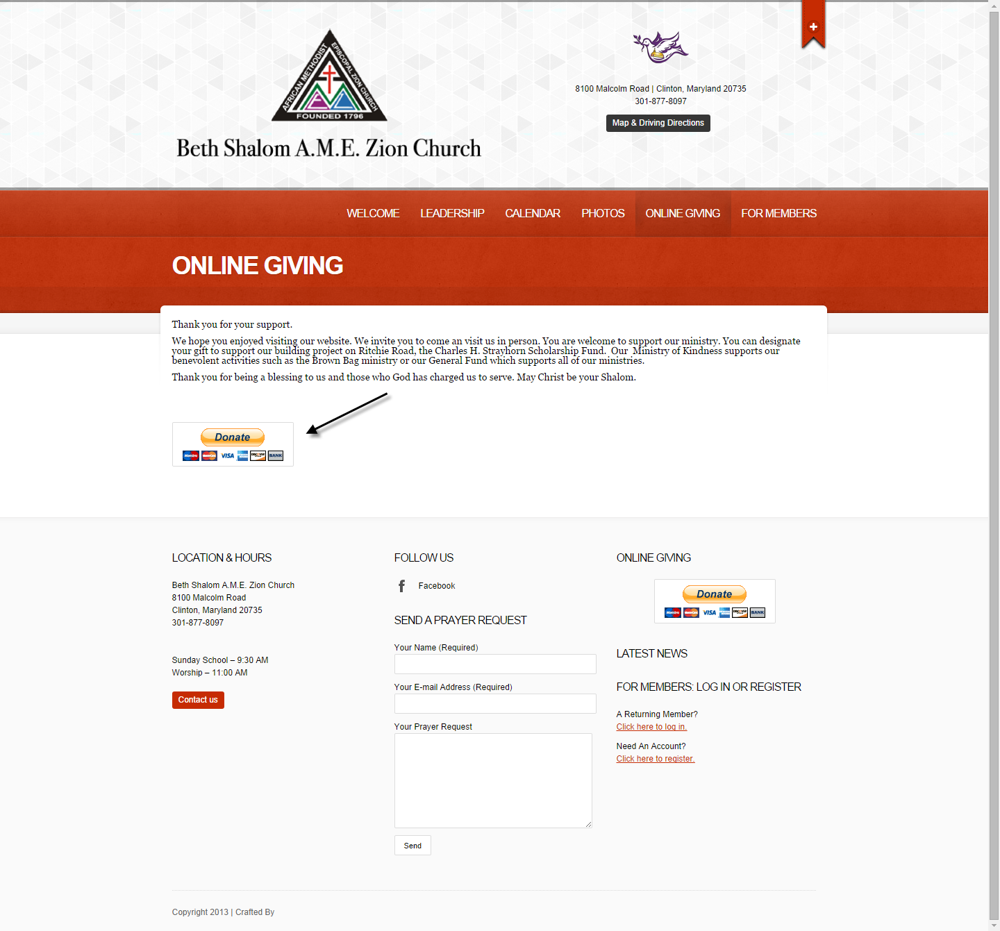 AFRICAN METHODIST
EPISCOPAL ZION CHURCH
FOUNDED 1796
Beth Shalom A.M.E. Zion Church
8100 Malcolm Road | Clinton, Maryland 20735
301-877-8097
Map & Driving Directions
WELCOME LEADERSHIP CALENDAR PHOTOS ONLINE GIVING FOR MEMBERS
ONLINE GIVING
Thank you for your support.
We hope you enjoyed visiting our website. We invite you to come an visit us in person. You are welcome to support our ministry. You can designate
your gift to support our building project on Ritchie Road, the Charles H. Strayhorn Scholarship Fund.  Our  Ministry of Kindness supports our
benevolent activities such as the Brown Bag ministry or our General Fund which supports all of our ministries.
Thank you for being a blessing to us and those who God has charged us to serve. May Christ be your Shalom.
Donate
Maestro MasterCard VISA DISCOVER BANK
LOCATION & HOURS
Beth Shalom A.M.E. Zion Church
8100 Malcolm Road
Clinton, Maryland 20735
301-877-8097
Sunday School – 9:30 AM
Worship – 11:00 AM
Contact us
FOLLOW US
Facebook
SEND A PRAYER REQUEST
Your Name (Required)
Your E-mail Address (Required)
Your Prayer Request
Send
ONLINE GIVING
Donate
Maestro MasterCard VISA DISCOVER BANK
LATEST NEWS
FOR MEMBERS: LOG IN OR REGISTER
A Returning Member?
Click here to log in.
Need An Account?
Click here to register.
Copyright 2013 | Crafted By